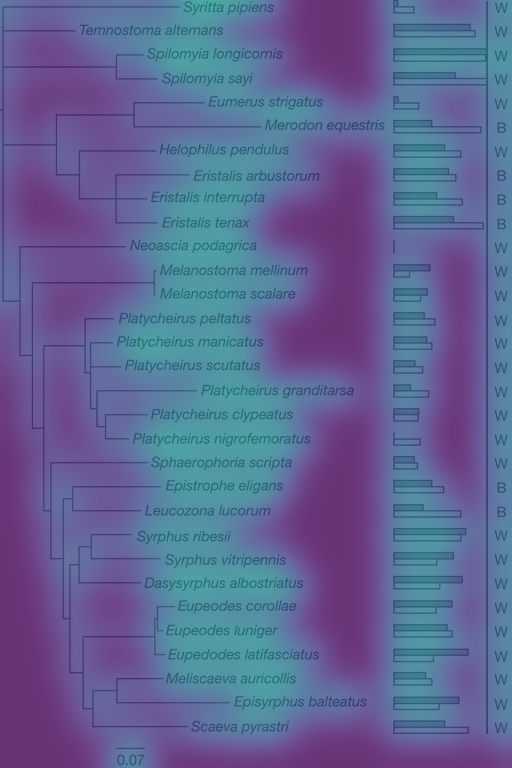 Syritta pipiens W
Temnostoma alternans W
Spilomyia longicornis W
Spilomyia sayi W
Eumerus strigatus W
Merodon equestris B
Helophilus pendulus W
Eristalis arbustorum B
Eristalis interrupta B
Eristalis tenax B
Neoascia podagrica W
Melanostoma mellinum W
Melanostoma scalare W
Platycheirus peltatus W
Platycheirus manicatus W
Platycheirus scutatus W
Platycheirus granditarsa W
Platycheirus clypeatus W
Platycheirus nigrofemoratus W
Sphaerophoria scripta W
Epistrophe eligans B
Leucozona lucorum B
Syrphus ribesii W
Syrphus vitripennis W
Dasysyrphus albostriatus W
Eupeodes corollae W
Eupeodes luniger W
Eupedodes latifasciatus W
Meliscaeva auricollis W
Episyrphus balteatus W
Scaeva pyrastri W
0.07